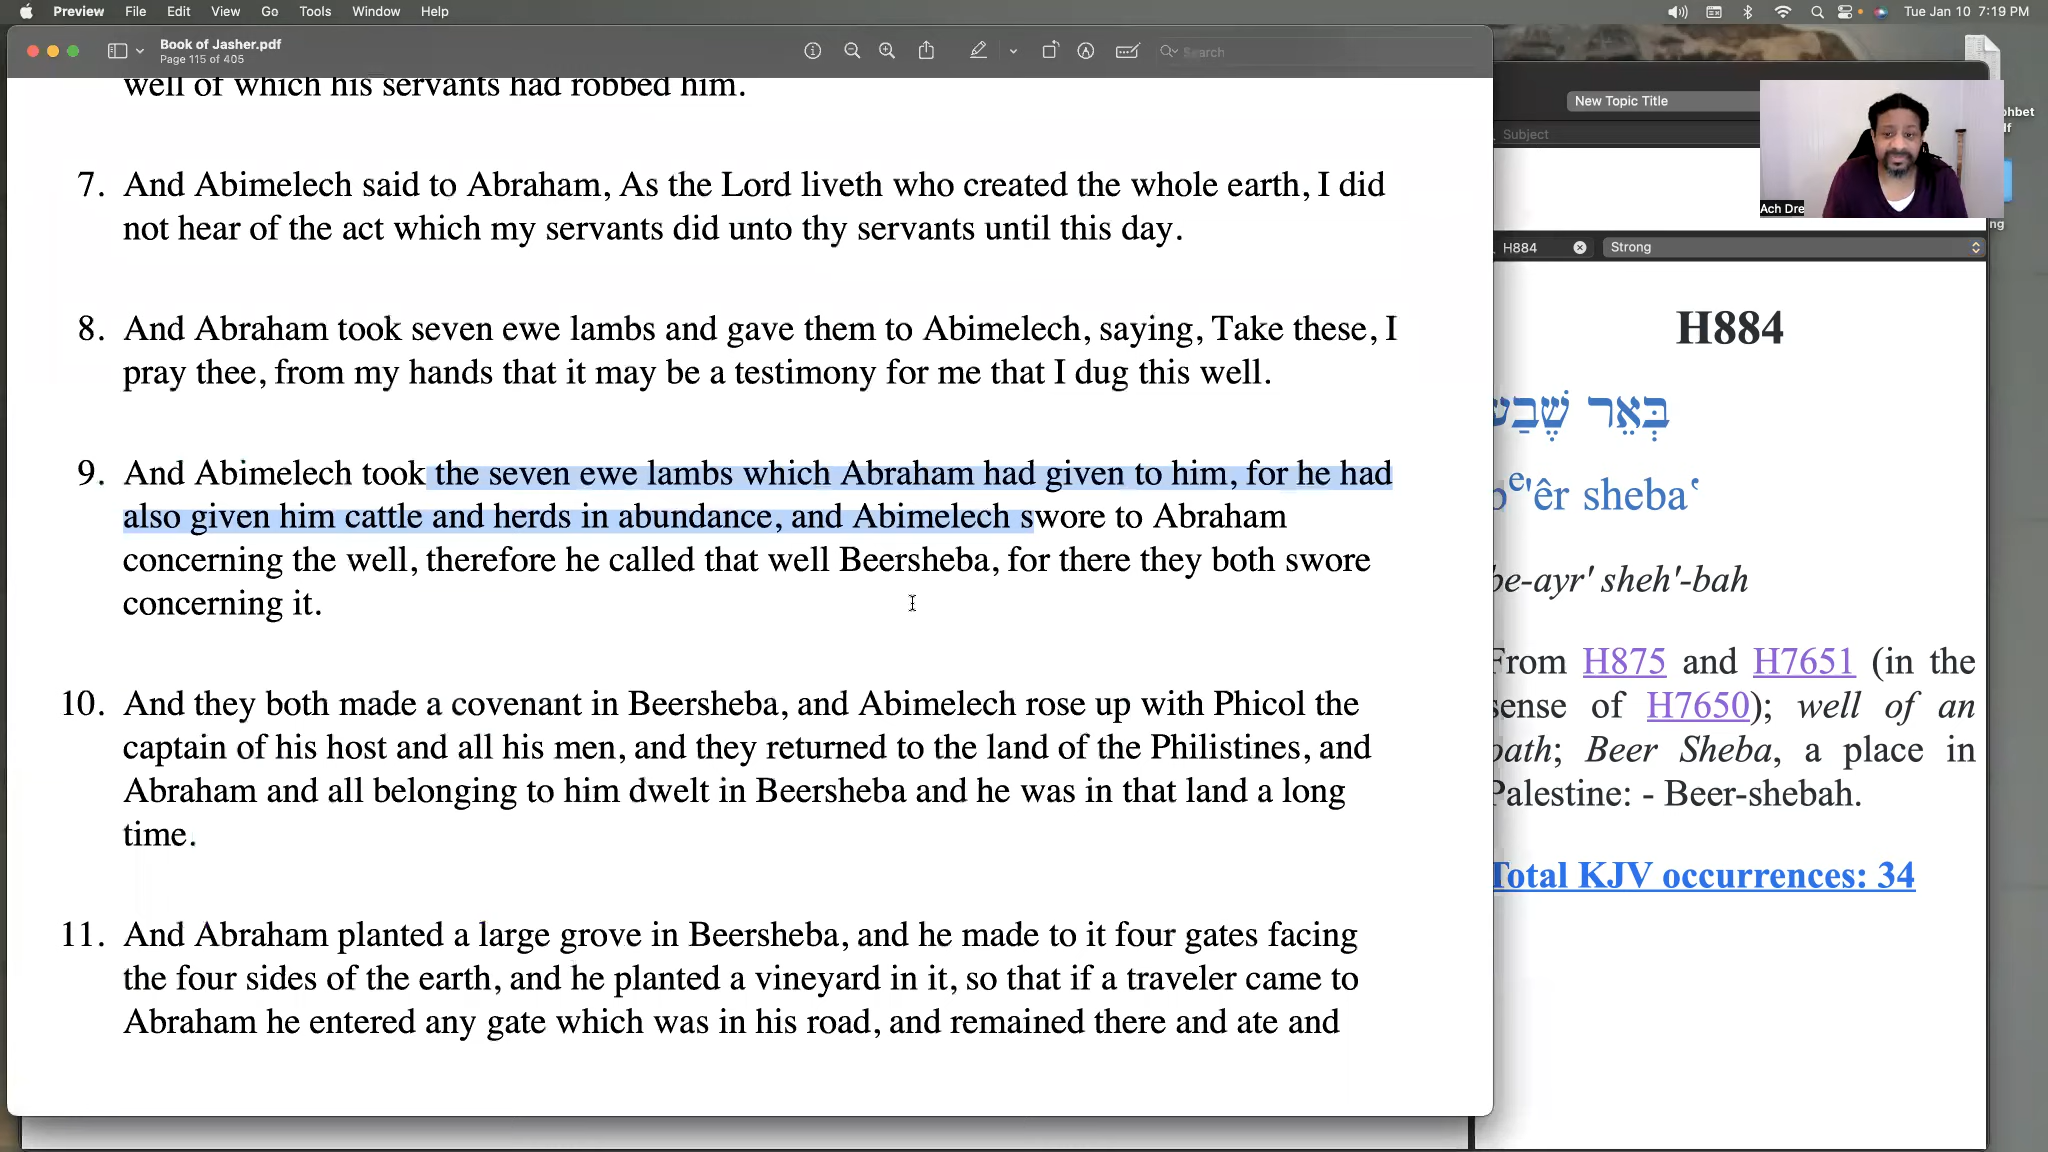 Preview File Edit View Go Tools Window Help
Tue Jan 10 7:19 PM
Book of Jasher.pdf
Page 115 of 405
Search
well of which his servants had robbed him.
7. And Abimelech said to Abraham, As the Lord liveth who created the whole earth, I did
not hear of the act which my servants did unto thy servants until this day.
8. And Abraham took seven ewe lambs and gave them to Abimelech, saying, Take these, I
pray thee, from my hands that it may be a testimony for me that I dug this well.
9. And Abimelech took the seven ewe lambs which Abraham had given to him, for he had
also given him cattle and herds in abundance, and Abimelech swore to Abraham
concerning the well, therefore he called that well Beersheba, for there they both swore
concerning it.
10. And they both made a covenant in Beersheba, and Abimelech rose up with Phicol the
captain of his host and all his men, and they returned to the land of the Philistines, and
Abraham and all belonging to him dwelt in Beersheba and he was in that land a long
time.
11. And Abraham planted a large grove in Beersheba, and he made to it four gates facing
the four sides of the earth, and he planted a vineyard in it, so that if a traveler came to
Abraham he entered any gate which was in his road, and remained there and ate and
New Topic Title
Subject
Ach Dre
H884 Strong
H884
בְּאֵר שֶׁבַע
bᵉ'êr shebaʿ
be-ayr' sheh'-bah
From H875 and H7651 (in the
sense of H7650); well of an
oath; Beer Sheba, a place in
Palestine: - Beer-shebah.
Total KJV occurrences: 34